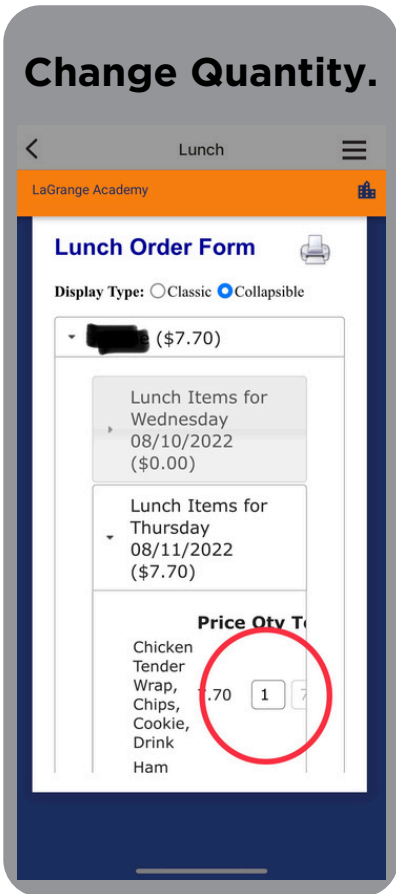 Change Quantity.
Lunch
LaGrange Academy
Lunch Order Form
Display Type: Classic Collapsible
($7.70)
Lunch Items for
Wednesday
08/10/2022
($0.00)
Lunch Items for
Thursday
08/11/2022
($7.70)
Price Qty
Chicken
Tender
Wrap,
Chips,
Cookie,
Drink
.70 1
Ham